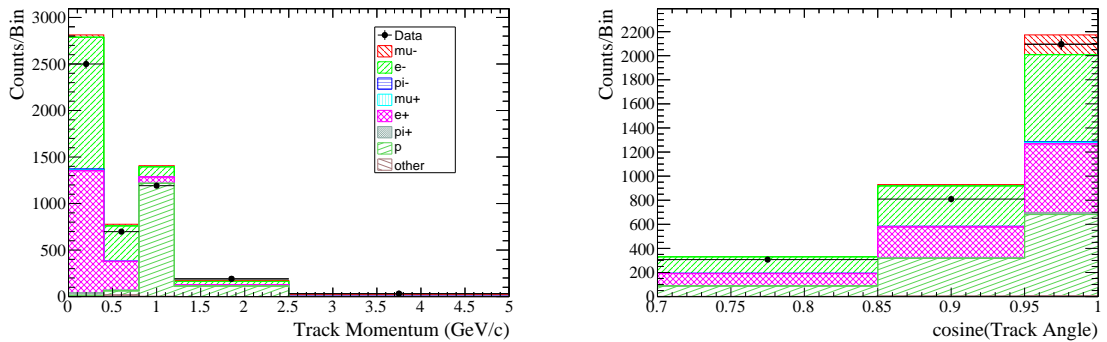 Counts/Bin
3000
2500
2000
1500
1000
500
0
0 0.5 1 1.5 2 2.5 3 3.5 4 4.5 5
Track Momentum (GeV/c)
Data
mu-
e-
pi-
mu+
e+
pi+
p
other
Counts/Bin
2200
2000
1800
1600
1400
1200
1000
800
600
400
200
0
0.7 0.75 0.8 0.85 0.9 0.95 1
cosine(Track Angle)